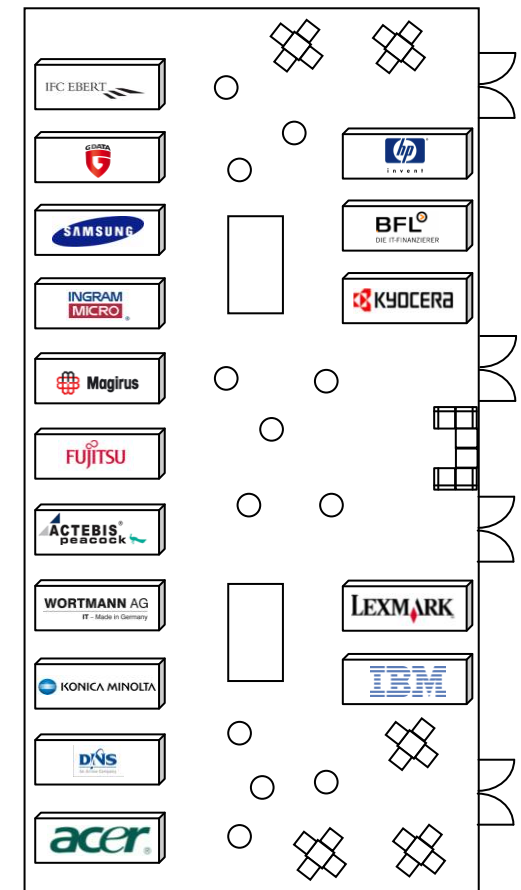 IFC EBERT
GDATA
SAMSUNG
INGRAM
MICRO
®
Magirus
FUJITSU
ACTEBIS®
peacock
WORTMANN AG
IT – Made in Germany
KONICA MINOLTA
DNS
acer®
hp
invent
BFL
DIE IT-FINANZIERER
KYOCERA
LEXMARK
IBM